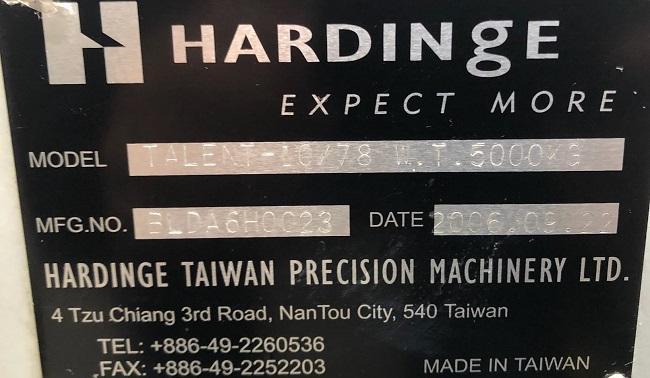 HARDINGE
EXPECT MORE
MODEL TALENT-10/78 W.T.5000KG
MFG.NO. BLDA6H0023 DATE 2006.09.22
HARDINGE TAIWAN PRECISION MACHINERY LTD.
4 Tzu Chiang 3rd Road, NanTou City, 540 Taiwan
TEL: +886-49-2260536
FAX: +886-49-2252203 MADE IN TAIWAN